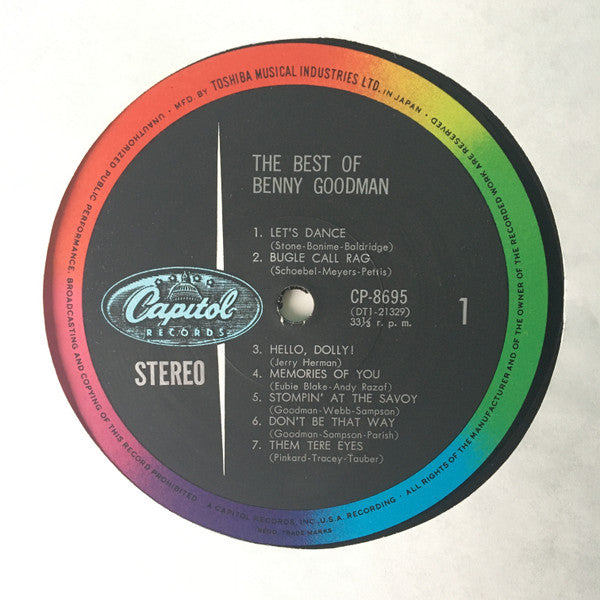 THE BEST OF
BENNY GOODMAN
1. LET'S DANCE
(Stone-Bonime-Baldridge)
2. BUGLE CALL RAG
(Schoebel-Meyers-Pettis)
Capitol
RECORDS
STEREO
CP-8695
(DT1-21329)
33⅓ r. p. m.
1
3. HELLO, DOLLY!
(Jerry Herman)
4. MEMORIES OF YOU
(Eubie Blake-Andy Razaf)
5. STOMPIN' AT THE SAVOY
(Goodman-Webb-Sampson)
6. DON'T BE THAT WAY
(Goodman-Sampson-Parish)
7. THEM TERE EYES
(Pinkard-Tracey-Tauber)
MFD. BY TOSHIBA MUSICAL INDUSTRIES LTD. IN JAPAN • ALL RIGHTS OF THE MANUFACTURER AND OF THE OWNER OF THE RECORDED WORK ARE RESERVED
UNAUTHORIZED PUBLIC PERFORMANCE, BROADCASTING AND COPYING OF THIS RECORD PROHIBITED
A CAPITOL RECORDS, INC., U.S.A. RECORDING •
REGD. TRADE MARKS